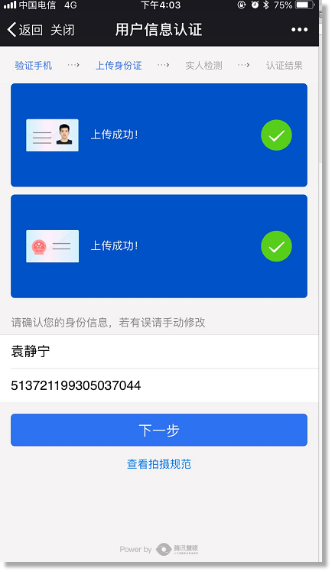 中国电信 4G 下午4:03 75%
返回 关闭 用户信息认证
验证手机 ···› 上传身份证 ···› 实人检测 ···› 认证结果
上传成功！
上传成功！
请确认您的身份信息，若有误请手动修改
袁静宁
513721199305037044
下一步
查看拍摄规范
Power by 腾讯慧眼